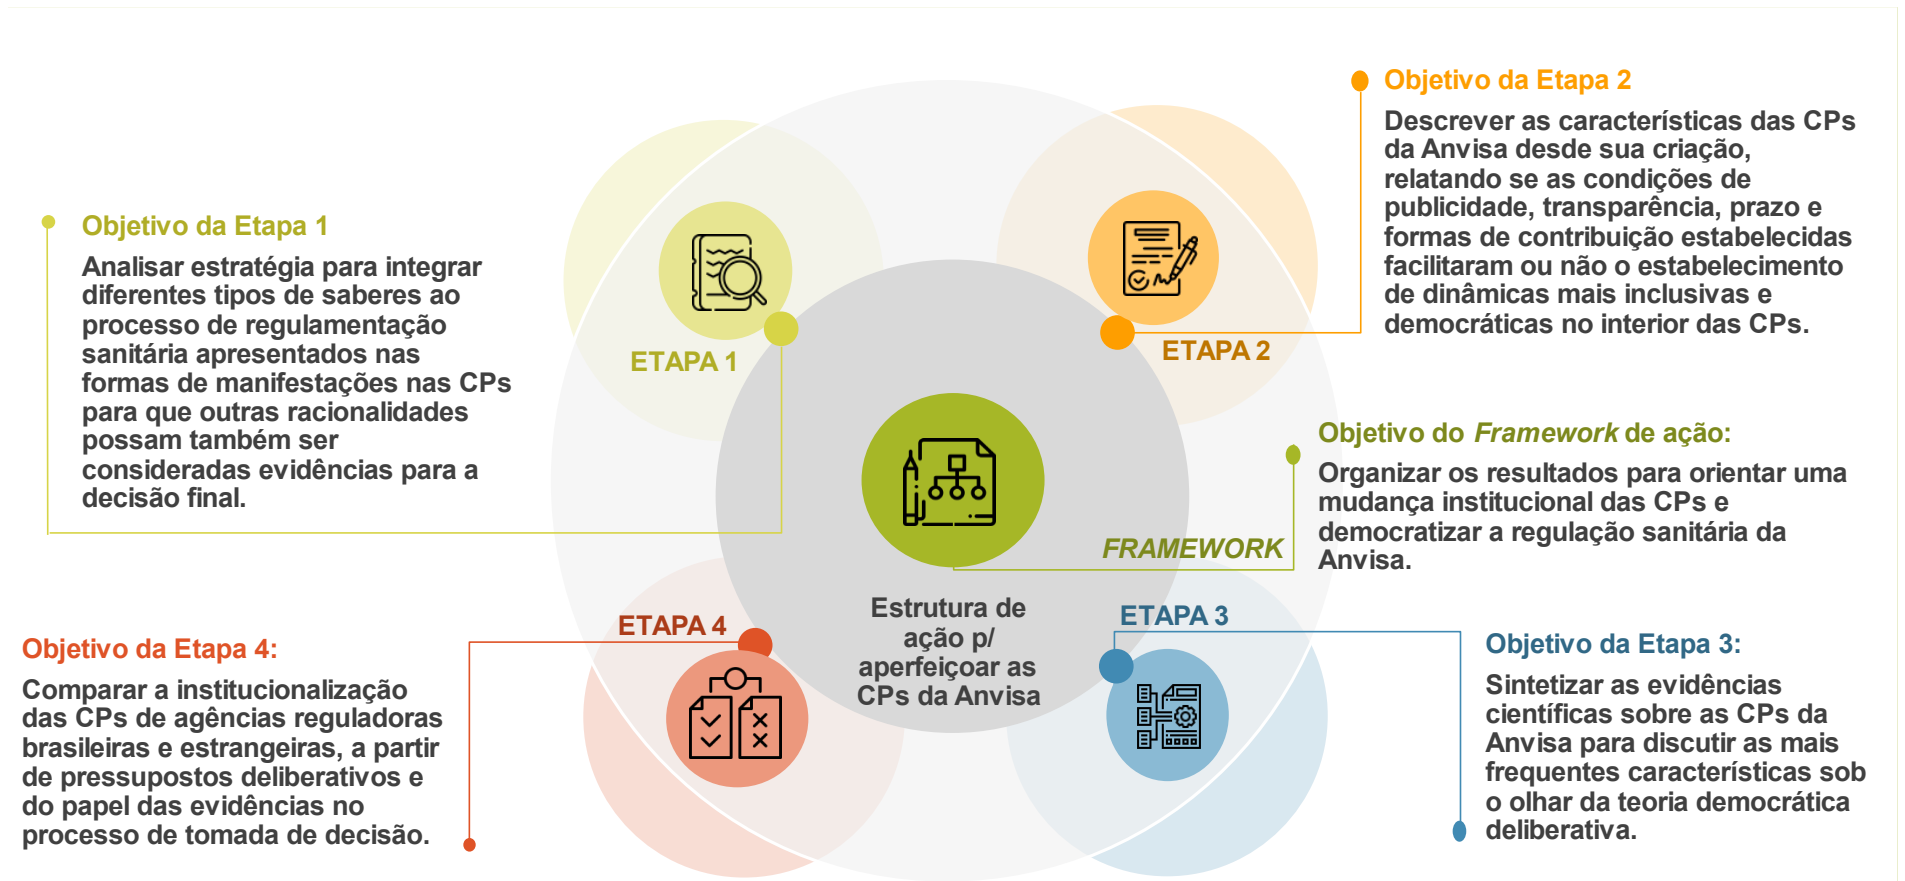 Objetivo da Etapa 1
Analisar estratégia para integrar
diferentes tipos de saberes ao
processo de regulamentação
sanitária apresentados nas
formas de manifestações nas CPs
para que outras racionalidades
possam também ser
consideradas evidências para a
decisão final.
ETAPA 1
Objetivo da Etapa 2
Descrever as características das CPs
da Anvisa desde sua criação,
relatando se as condições de
publicidade, transparência, prazo e
formas de contribuição estabelecidas
facilitaram ou não o estabelecimento
de dinâmicas mais inclusivas e
democráticas no interior das CPs.
ETAPA 2
Objetivo do Framework de ação:
Organizar os resultados para orientar uma
mudança institucional das CPs e
democratizar a regulação sanitária da
Anvisa.
FRAMEWORK
Estrutura de
ação p/
aperfeiçoar as
CPs da Anvisa
ETAPA 3
Objetivo da Etapa 3:
Sintetizar as evidências
científicas sobre as CPs da
Anvisa para discutir as mais
frequentes características sob
o olhar da teoria democrática
deliberativa.
ETAPA 4
Objetivo da Etapa 4:
Comparar a institucionalização
das CPs de agências reguladoras
brasileiras e estrangeiras, a partir
de pressupostos deliberativos e
do papel das evidências no
processo de tomada de decisão.